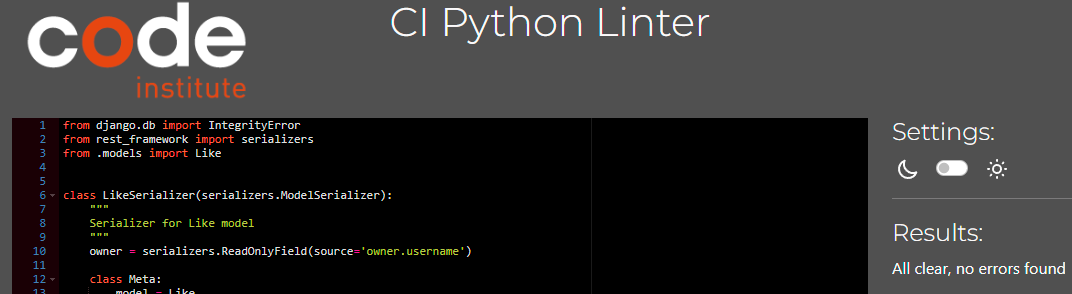 code
institute
CI Python Linter
1 from django.db import IntegrityError
2 from rest_framework import serializers
3 from .models import Like
4
5
6 class LikeSerializer(serializers.ModelSerializer):
7 """
8 Serializer for Like model
9 """
10 owner = serializers.ReadOnlyField(source='owner.username')
11
12 class Meta:
13 model = Like
Settings:
Results:
All clear, no errors found